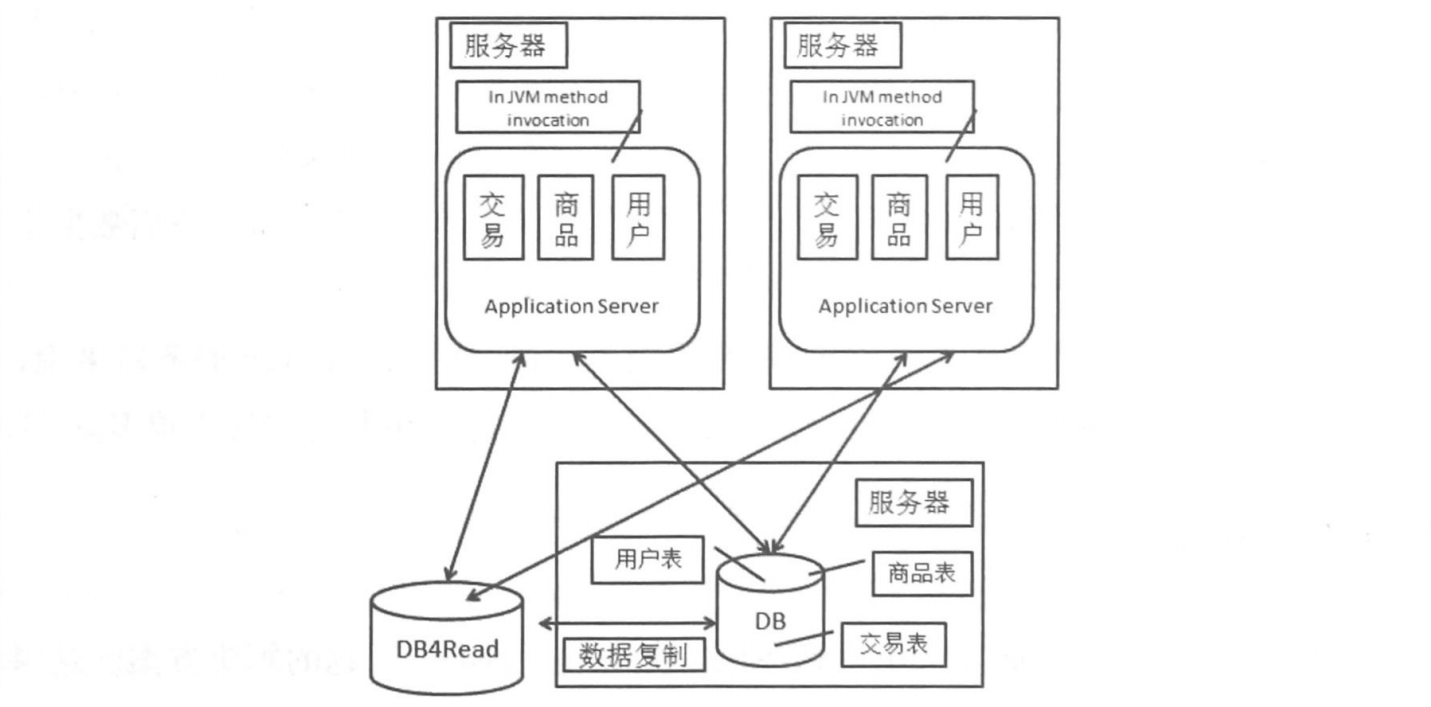 服务器
In JVM method
invocation
交易
商品
用户
Application Server
服务器
In JVM method
invocation
交易
商品
用户
Application Server
服务器
用户表
商品表
DB
交易表
DB4Read
数据复制